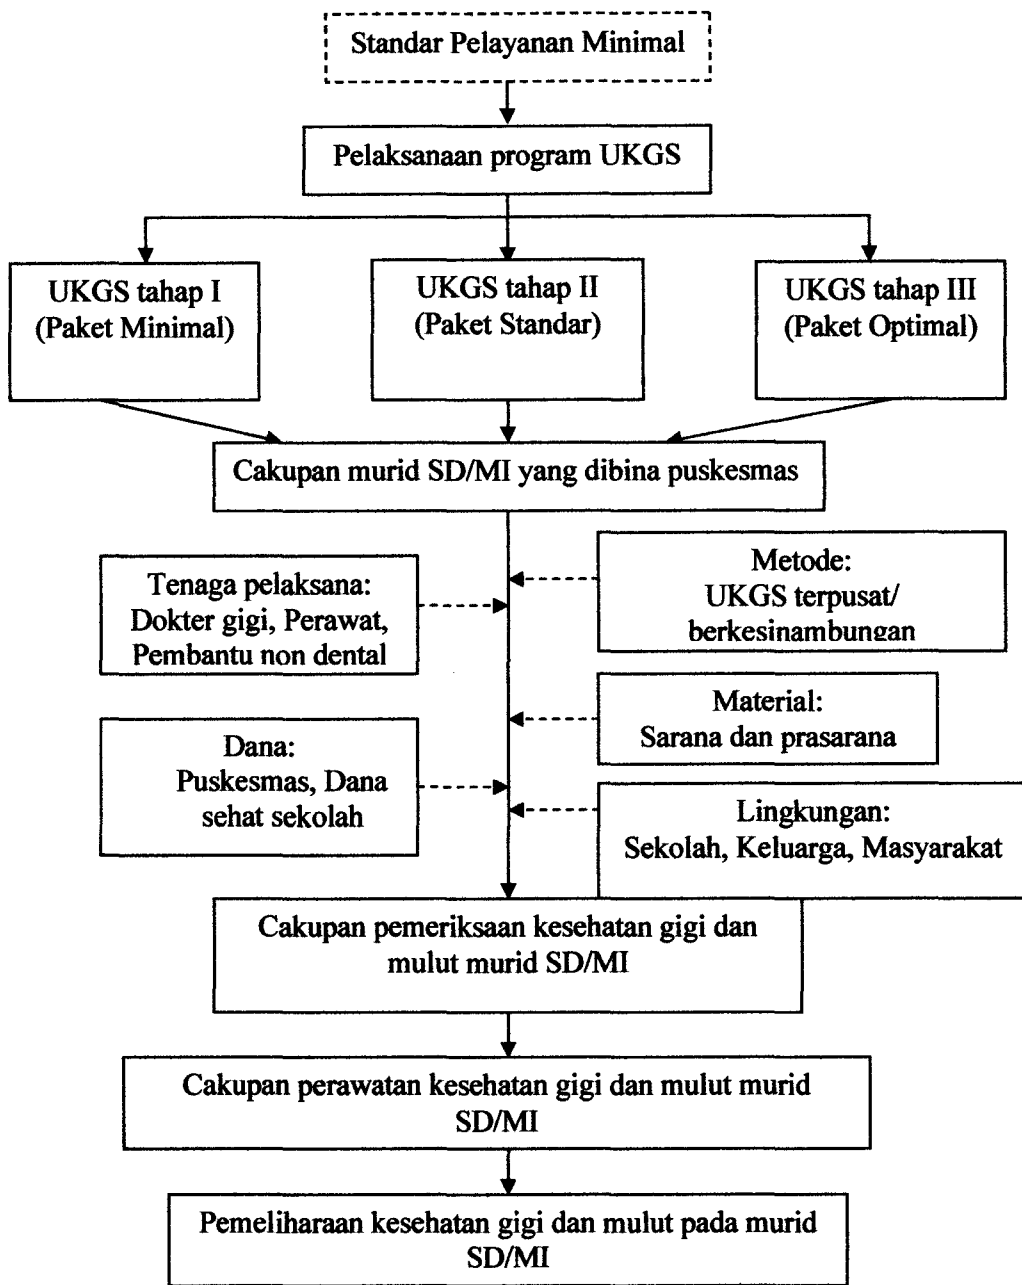 Standar Pelayanan Minimal
Pelaksanaan program UKGS
UKGS tahap I
(Paket Minimal)
UKGS tahap II
(Paket Standar)
UKGS tahap III
(Paket Optimal)
Cakupan murid SD/MI yang dibina puskesmas
Tenaga pelaksana:
Dokter gigi, Perawat,
Pembantu non dental
Metode:
UKGS terpusat/
berkesinambungan
Material:
Sarana dan prasarana
Dana:
Puskesmas, Dana
sehat sekolah
Lingkungan:
Sekolah, Keluarga, Masyarakat
Cakupan pemeriksaan kesehatan gigi dan
mulut murid SD/MI
Cakupan perawatan kesehatan gigi dan mulut murid
SD/MI
Pemeliharaan kesehatan gigi dan mulut pada murid
SD/MI